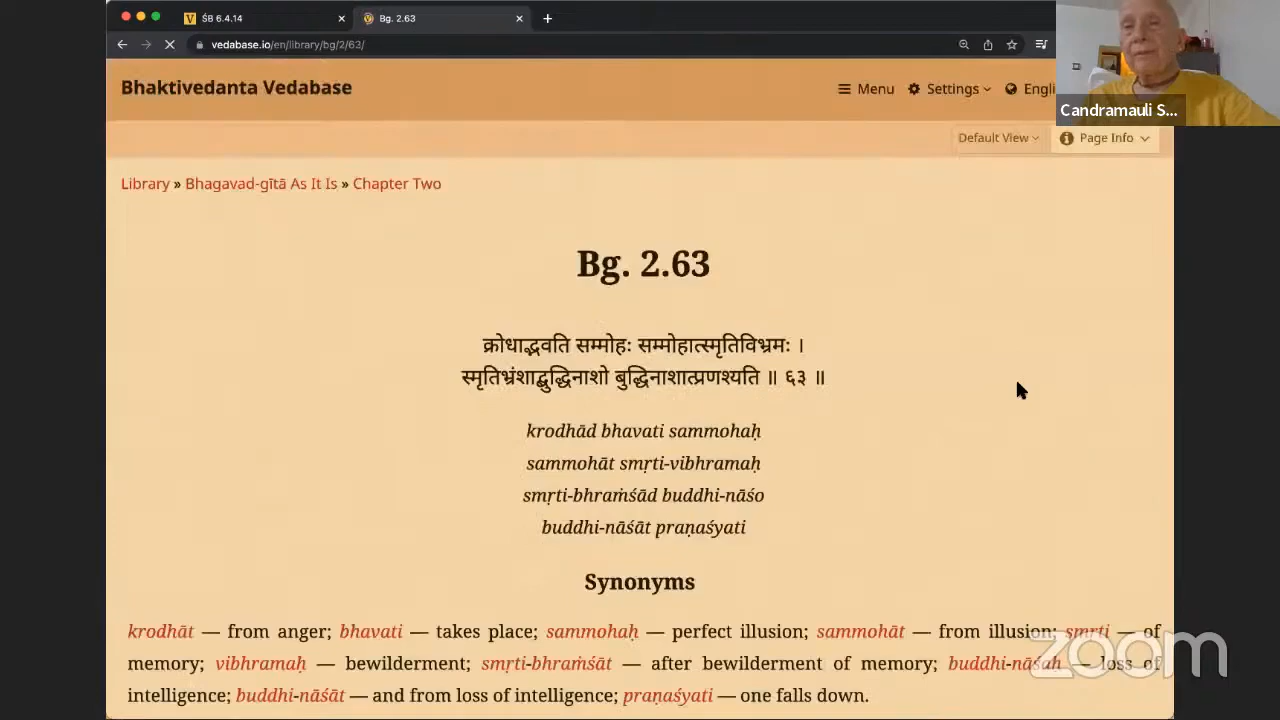 ŚB 6.4.14
Bg. 2.63
vedabase.io/en/library/bg/2/63/
Bhaktivedanta Vedabase
Menu
Settings
Engli
Candramauli S...
Default View
Page Info
Library » Bhagavad-gītā As It Is » Chapter Two
Bg. 2.63
क्रोधाद्भवति सम्मोहः सम्मोहात्स्मृतिविभ्रमः ।
स्मृतिभ्रंशाद्‍बुद्धिनाशो बुद्धिनाशात्प्रणश्यति ॥ ६३ ॥
krodhād bhavati sammohaḥ
sammohāt smṛti-vibhramaḥ
smṛti-bhraṁśād buddhi-nāśo
buddhi-nāśāt praṇaśyati
Synonyms
krodhāt — from anger; bhavati — takes place; sammohaḥ — perfect illusion; sammohāt — from illusion; smṛti — of
memory; vibhramaḥ — bewilderment; smṛti-bhraṁśāt — after bewilderment of memory; buddhi-nāśaḥ — loss of
intelligence; buddhi-nāśāt — and from loss of intelligence; praṇaśyati — one falls down.
zoom